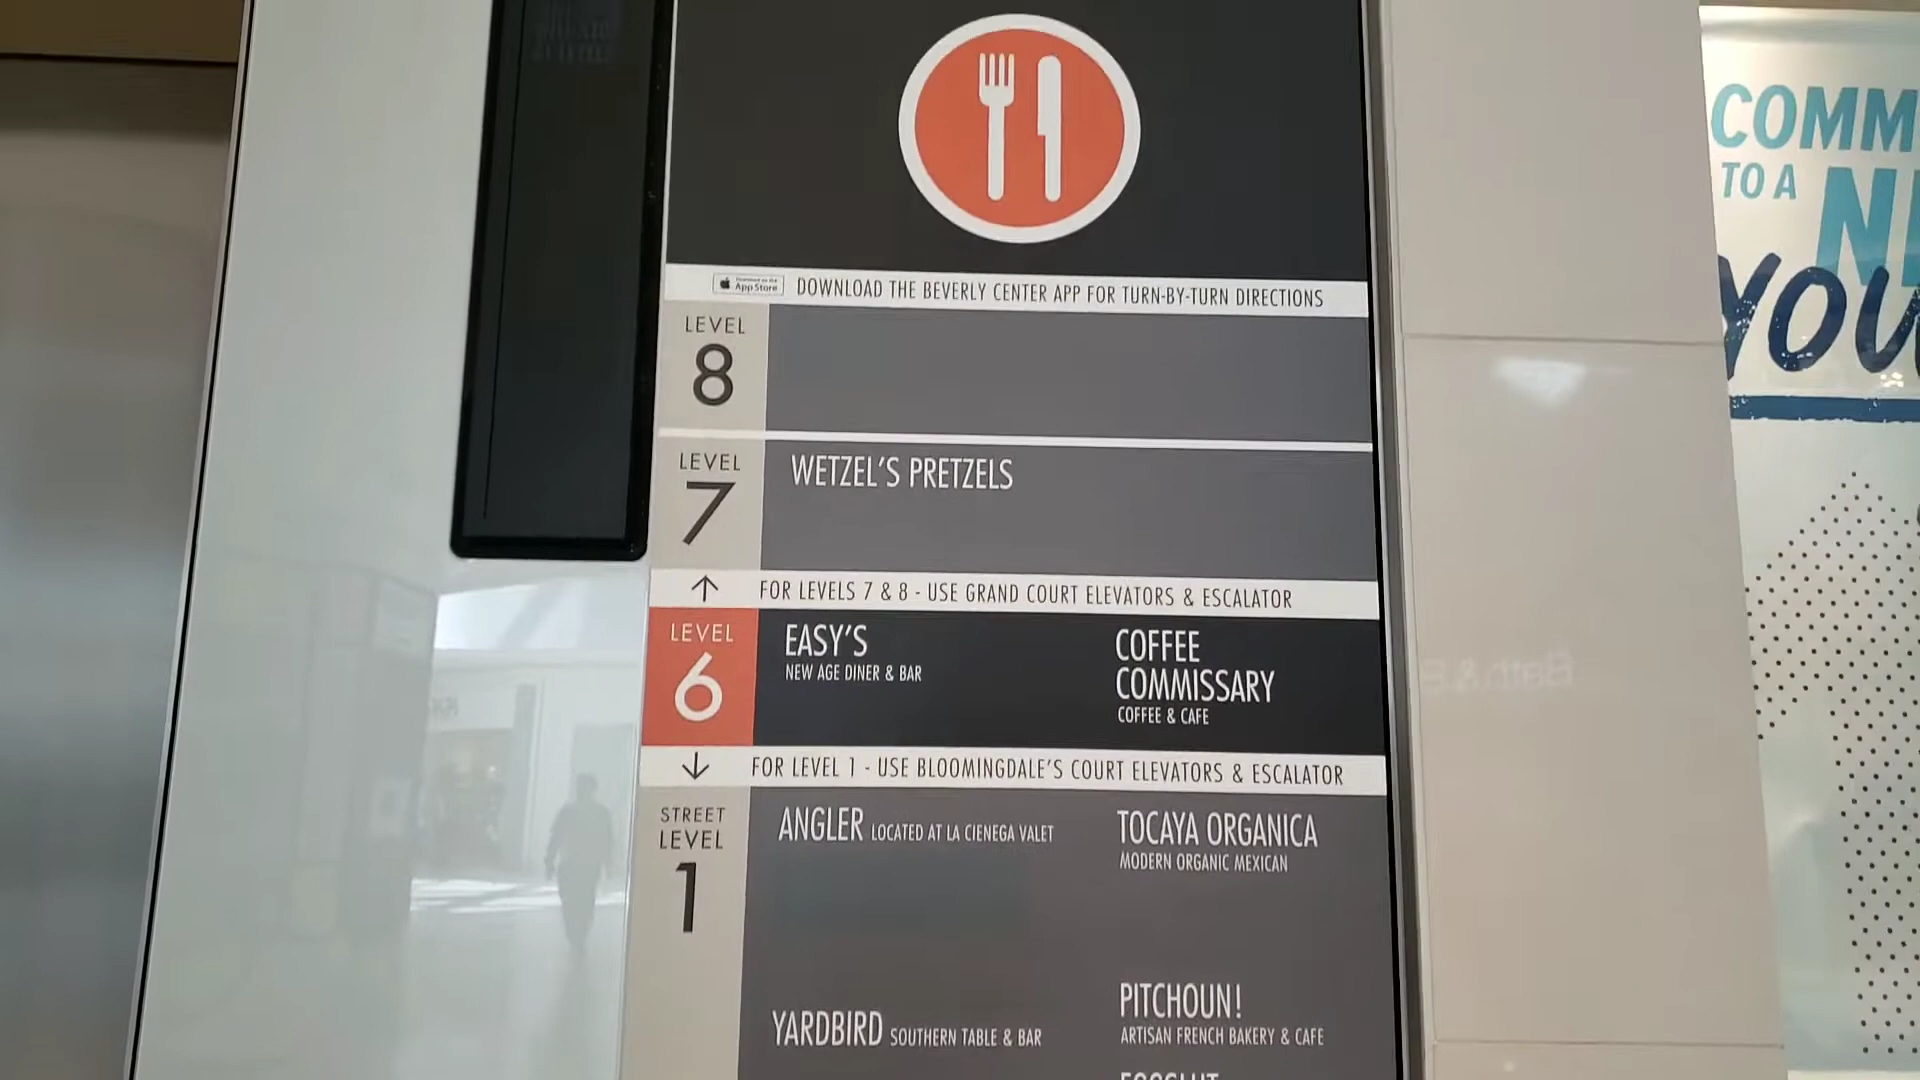 App Store
DOWNLOAD THE BEVERLY CENTER APP FOR TURN-BY-TURN DIRECTIONS
LEVEL
8
LEVEL
7
WETZEL'S PRETZELS
↑ FOR LEVELS 7 & 8 - USE GRAND COURT ELEVATORS & ESCALATOR
LEVEL
6
EASY'S
NEW AGE DINER & BAR
COFFEE
COMMISSARY
COFFEE & CAFE
↓ FOR LEVEL 1 - USE BLOOMINGDALE'S COURT ELEVATORS & ESCALATOR
STREET
LEVEL
1
ANGLER LOCATED AT LA CIENEGA VALET
TOCAYA ORGANICA
MODERN ORGANIC MEXICAN
YARDBIRD SOUTHERN TABLE & BAR
PITCHOUN!
ARTISAN FRENCH BAKERY & CAFE
COMM
TO A
YOU